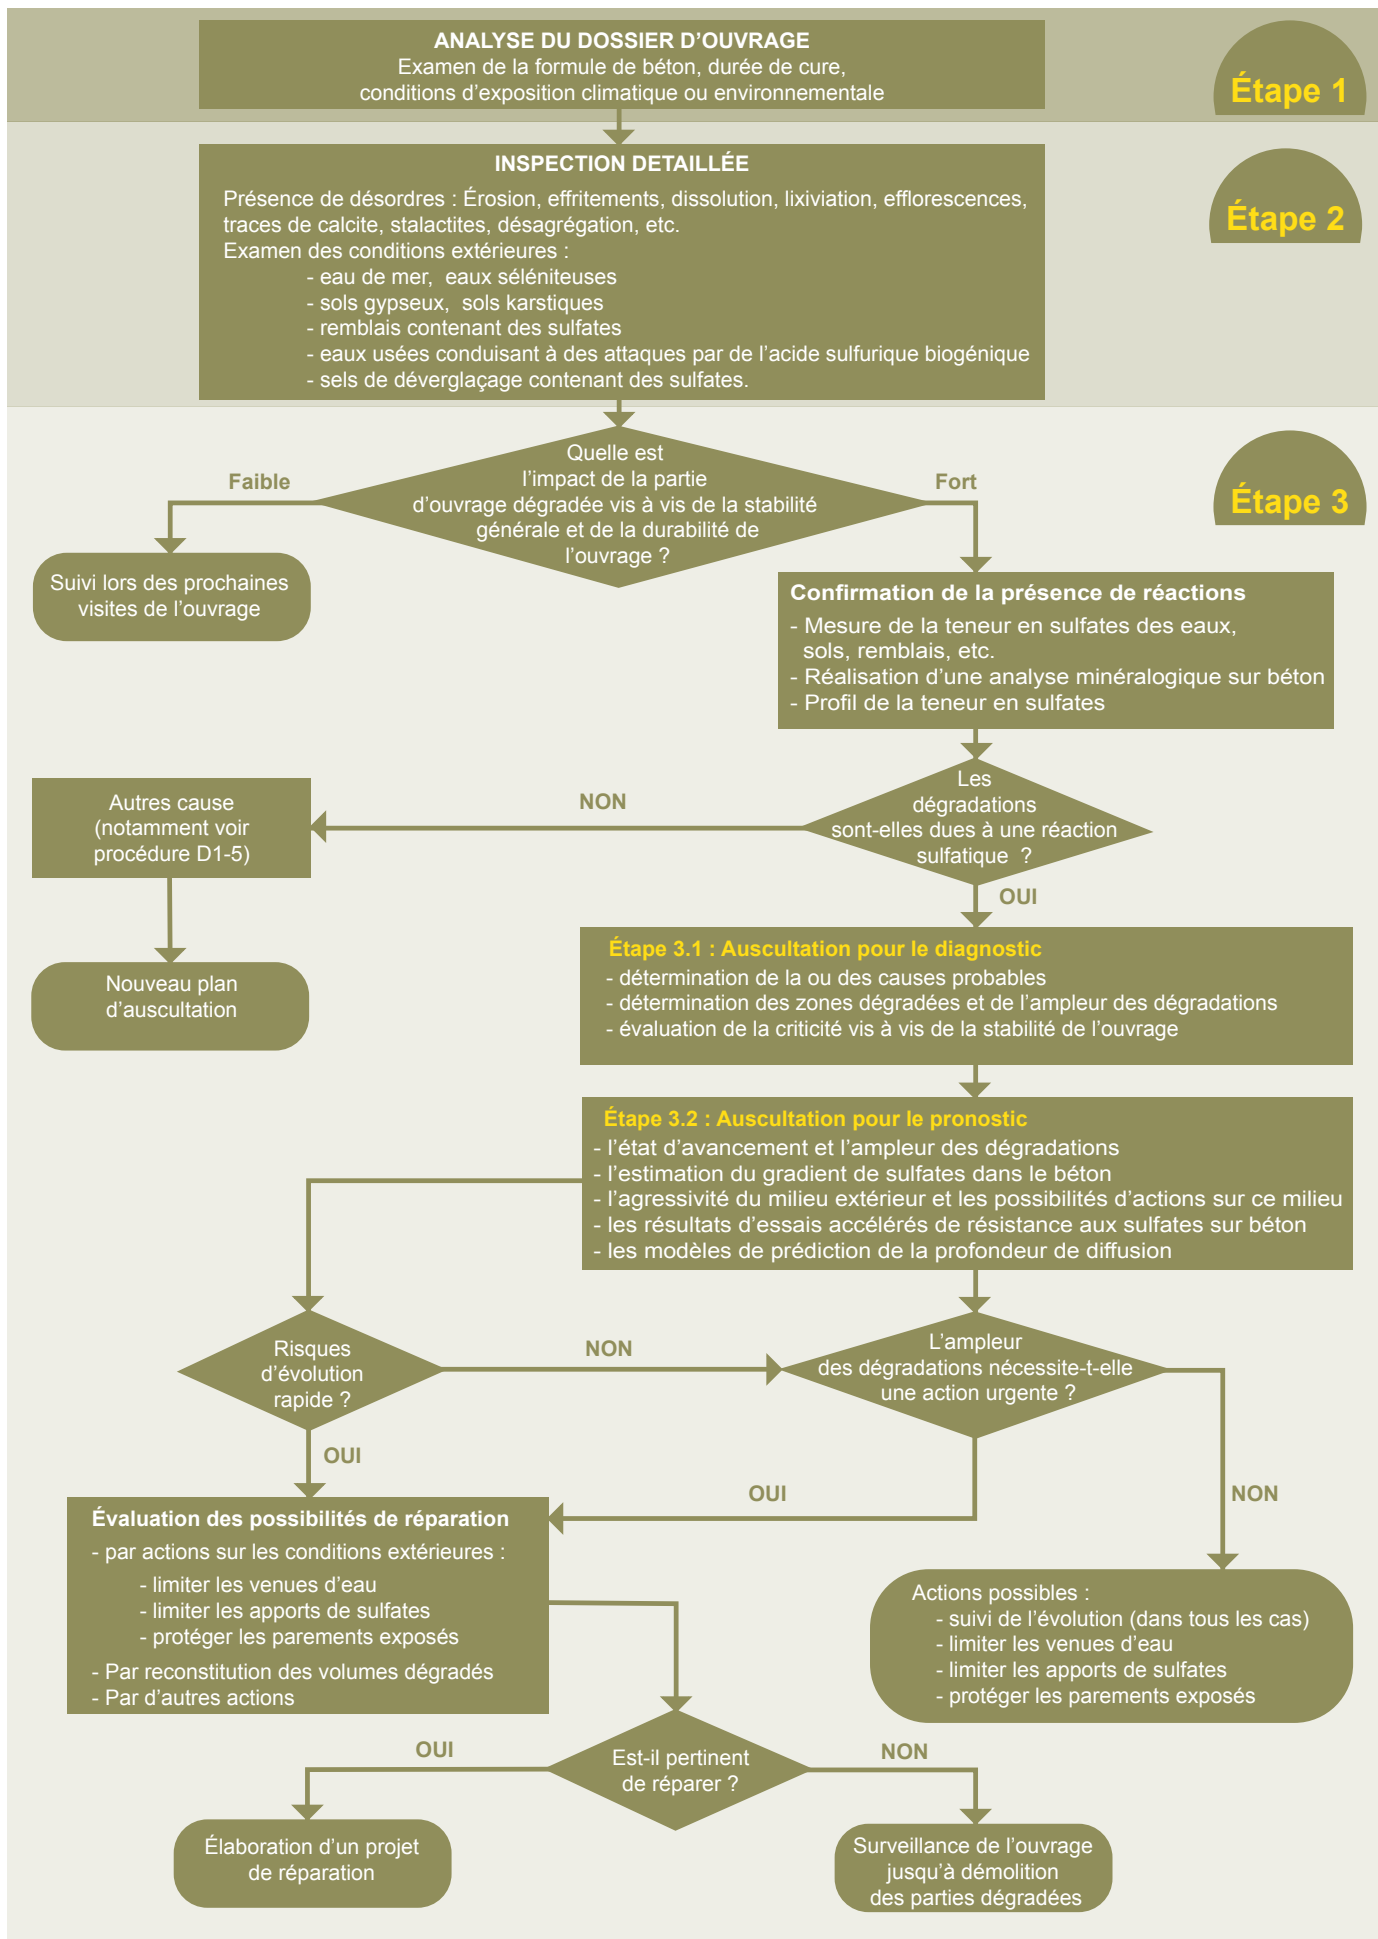 ANALYSE DU DOSSIER D’OUVRAGE
Examen de la formule de béton, durée de cure,
conditions d’exposition climatique ou environnementale
Étape 1
INSPECTION DETAILLÉE
Présence de désordres : Érosion, effritements, dissolution, lixiviation, efflorescences,
traces de calcite, stalactites, désagrégation, etc.
Examen des conditions extérieures :
- eau de mer, eaux séléniteuses
- sols gypseux, sols karstiques
- remblais contenant des sulfates
- eaux usées conduisant à des attaques par de l’acide sulfurique biogénique
- sels de déverglaçage contenant des sulfates.
Étape 2
Quelle est
l’impact de la partie
d’ouvrage dégradée vis à vis de la stabilité
générale et de la durabilité de
l’ouvrage ?
Étape 3
Faible
Fort
Suivi lors des prochaines
visites de l’ouvrage
Confirmation de la présence de réactions
- Mesure de la teneur en sulfates des eaux,
sols, remblais, etc.
- Réalisation d’une analyse minéralogique sur béton
- Profil de la teneur en sulfates
Les
dégradations
sont-elles dues à une réaction
sulfatique ?
NON
Autres cause
(notamment voir
procédure D1-5)
Nouveau plan
d’auscultation
OUI
Étape 3.1 : Auscultation pour le diagnostic
- détermination de la ou des causes probables
- détermination des zones dégradées et de l’ampleur des dégradations
- évaluation de la criticité vis à vis de la stabilité de l’ouvrage
Étape 3.2 : Auscultation pour le pronostic
- l’état d’avancement et l’ampleur des dégradations
- l’estimation du gradient de sulfates dans le béton
- l’agressivité du milieu extérieur et les possibilités d’actions sur ce milieu
- les résultats d’essais accélérés de résistance aux sulfates sur béton
- les modèles de prédiction de la profondeur de diffusion
Risques
d’évolution
rapide ?
NON
L’ampleur
des dégradations nécessite-t-elle
une action urgente ?
OUI
OUI
NON
Évaluation des possibilités de réparation
- par actions sur les conditions extérieures :
- limiter les venues d’eau
- limiter les apports de sulfates
- protéger les parements exposés
- Par reconstitution des volumes dégradés
- Par d’autres actions
Actions possibles :
- suivi de l’évolution (dans tous les cas)
- limiter les venues d’eau
- limiter les apports de sulfates
- protéger les parements exposés
Est-il pertinent
de réparer ?
OUI
NON
Élaboration d’un projet
de réparation
Surveillance de l’ouvrage
jusqu’à démolition
des parties dégradées